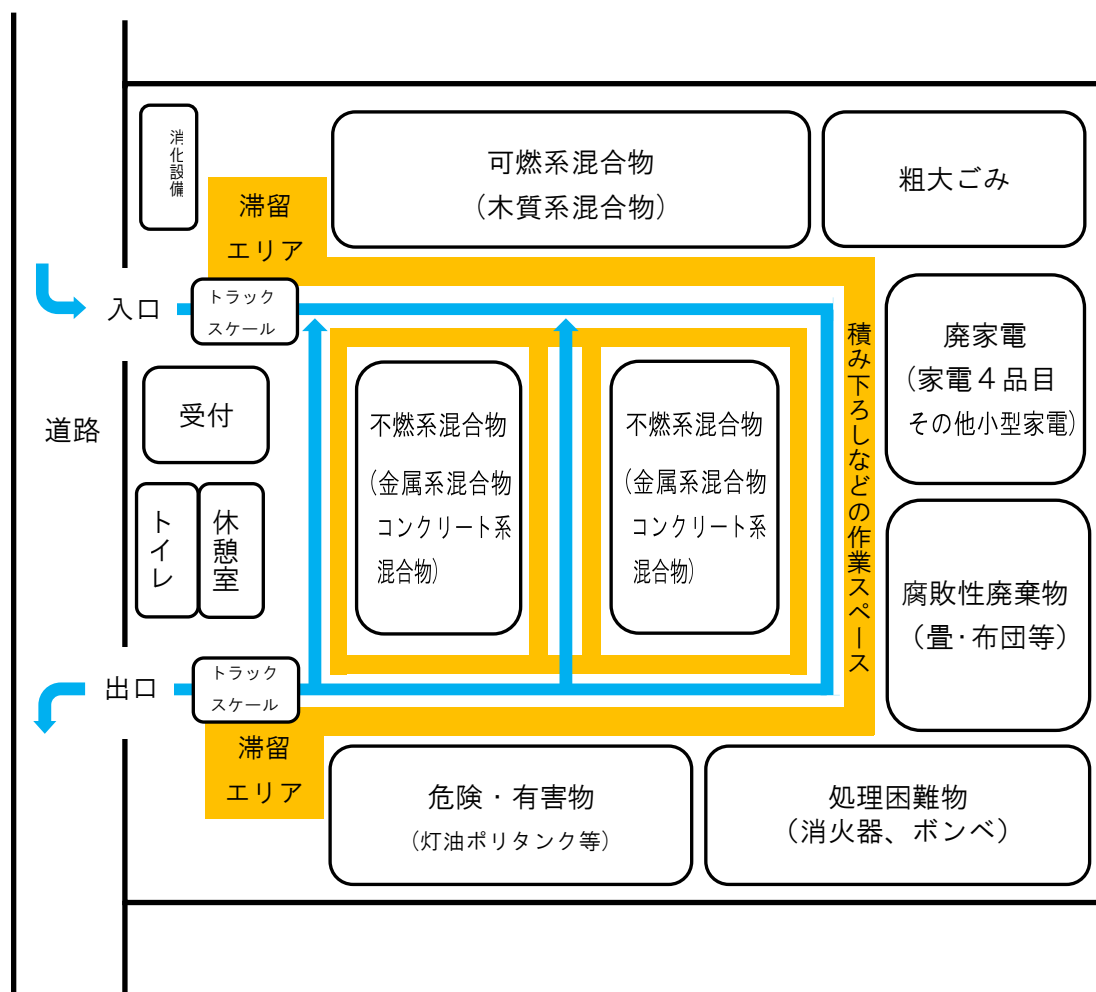 消化設備
滞留
エリア
可燃系混合物
(木質系混合物)
粗大ごみ
入口
トラック
スケール
道路
受付
トイレ
休憩室
不燃系混合物
(金属系混合物
コンクリート系
混合物)
不燃系混合物
(金属系混合物
コンクリート系
混合物)
積み下ろしなどの作業スペース
廃家電
(家電4品目
その他小型家電)
腐敗性廃棄物
(畳・布団等)
出口
トラック
スケール
滞留
エリア
危険・有害物
(灯油ポリタンク等)
処理困難物
(消火器、ボンベ)